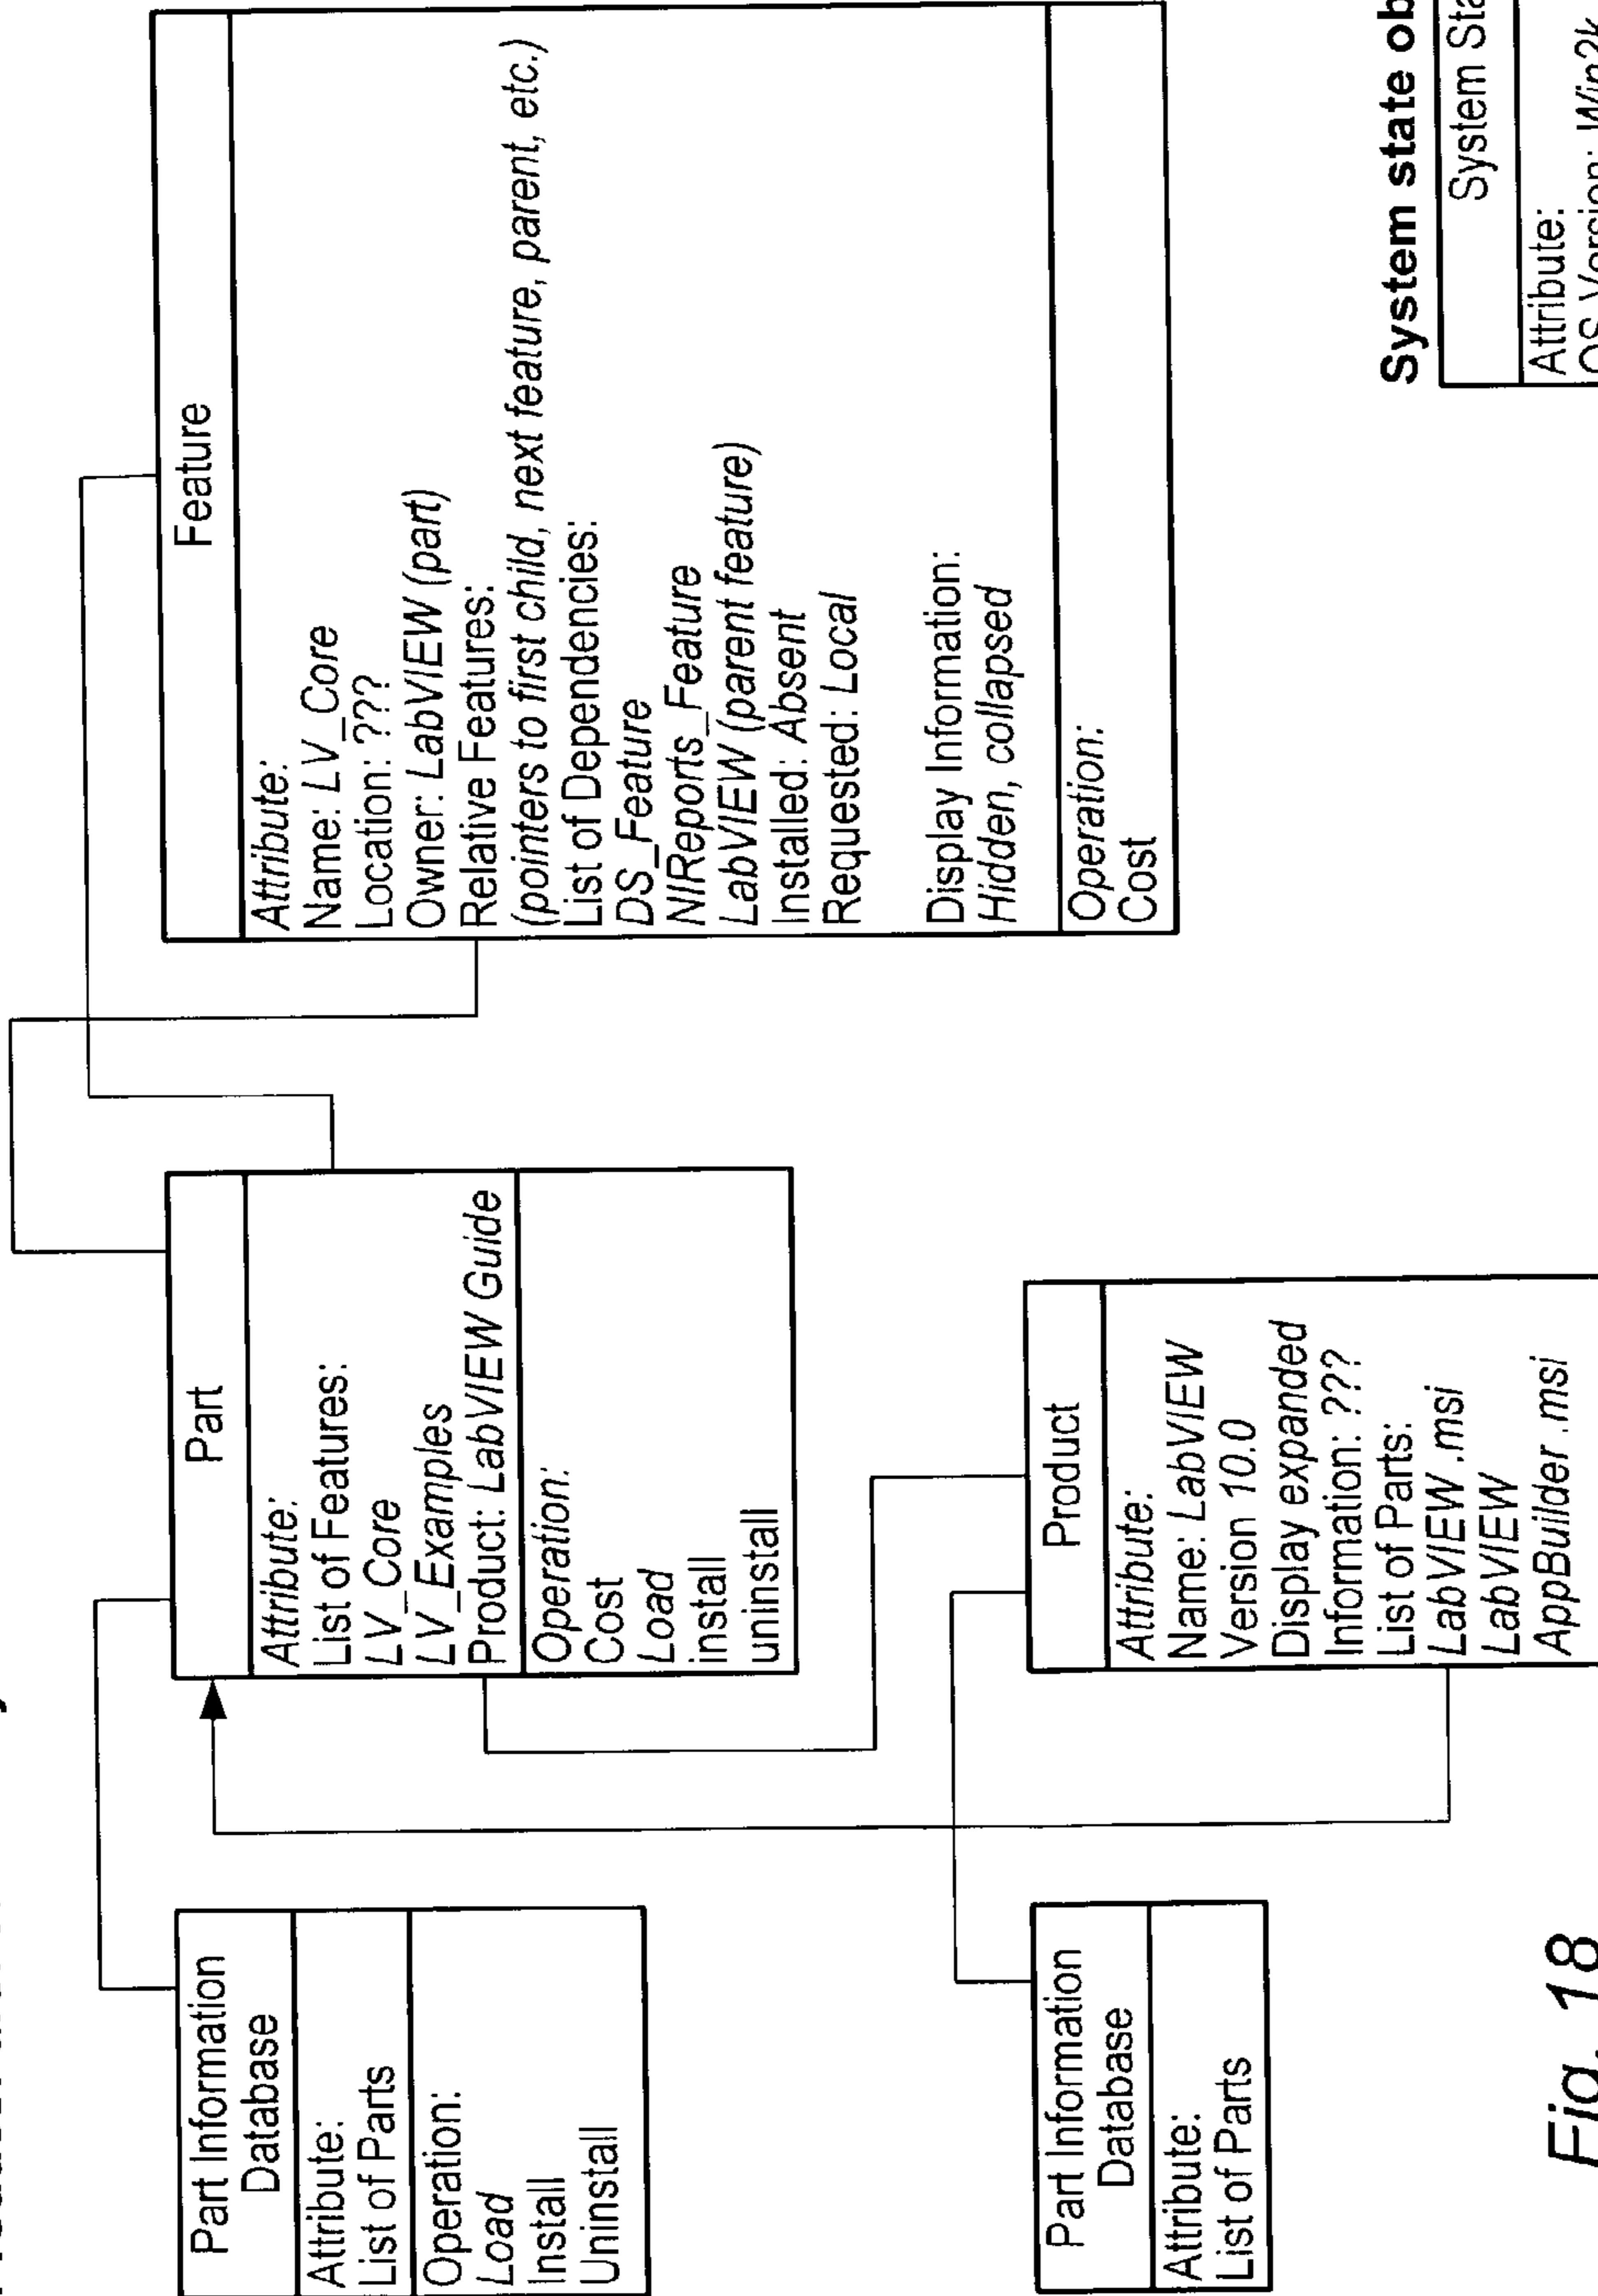 Part Information
Database
Attribute:
List of Parts
Operation:
Load
Install
Uninstall
Part
Attribute:
List of Features:
LV_Core
LV_Examples
Product: LabVIEW Guide
Operation:
Cost
Load
install
uninstall
Feature
Attribute:
Name: LV_Core
Location: ???
Owner: LabVIEW (part)
Relative Features:
(pointers to first child, next feature, parent, etc.)
List of Dependencies:
DS_Feature
NIReports_Feature
LabVIEW (parent feature)
Installed: Absent
Requested: Local
Display Information:
Hidden, collapsed
Operation:
Cost
Part Information
Database
Attribute:
List of Parts
Product
Attribute:
Name: LabVIEW
Version 10.0
Display expanded
Information: ???
List of Parts:
LabVIEW .msi
LabVIEW
AppBuilder .msi
System state ob
System Sta
Attribute:
OS Version: Win2k
Fig. 18